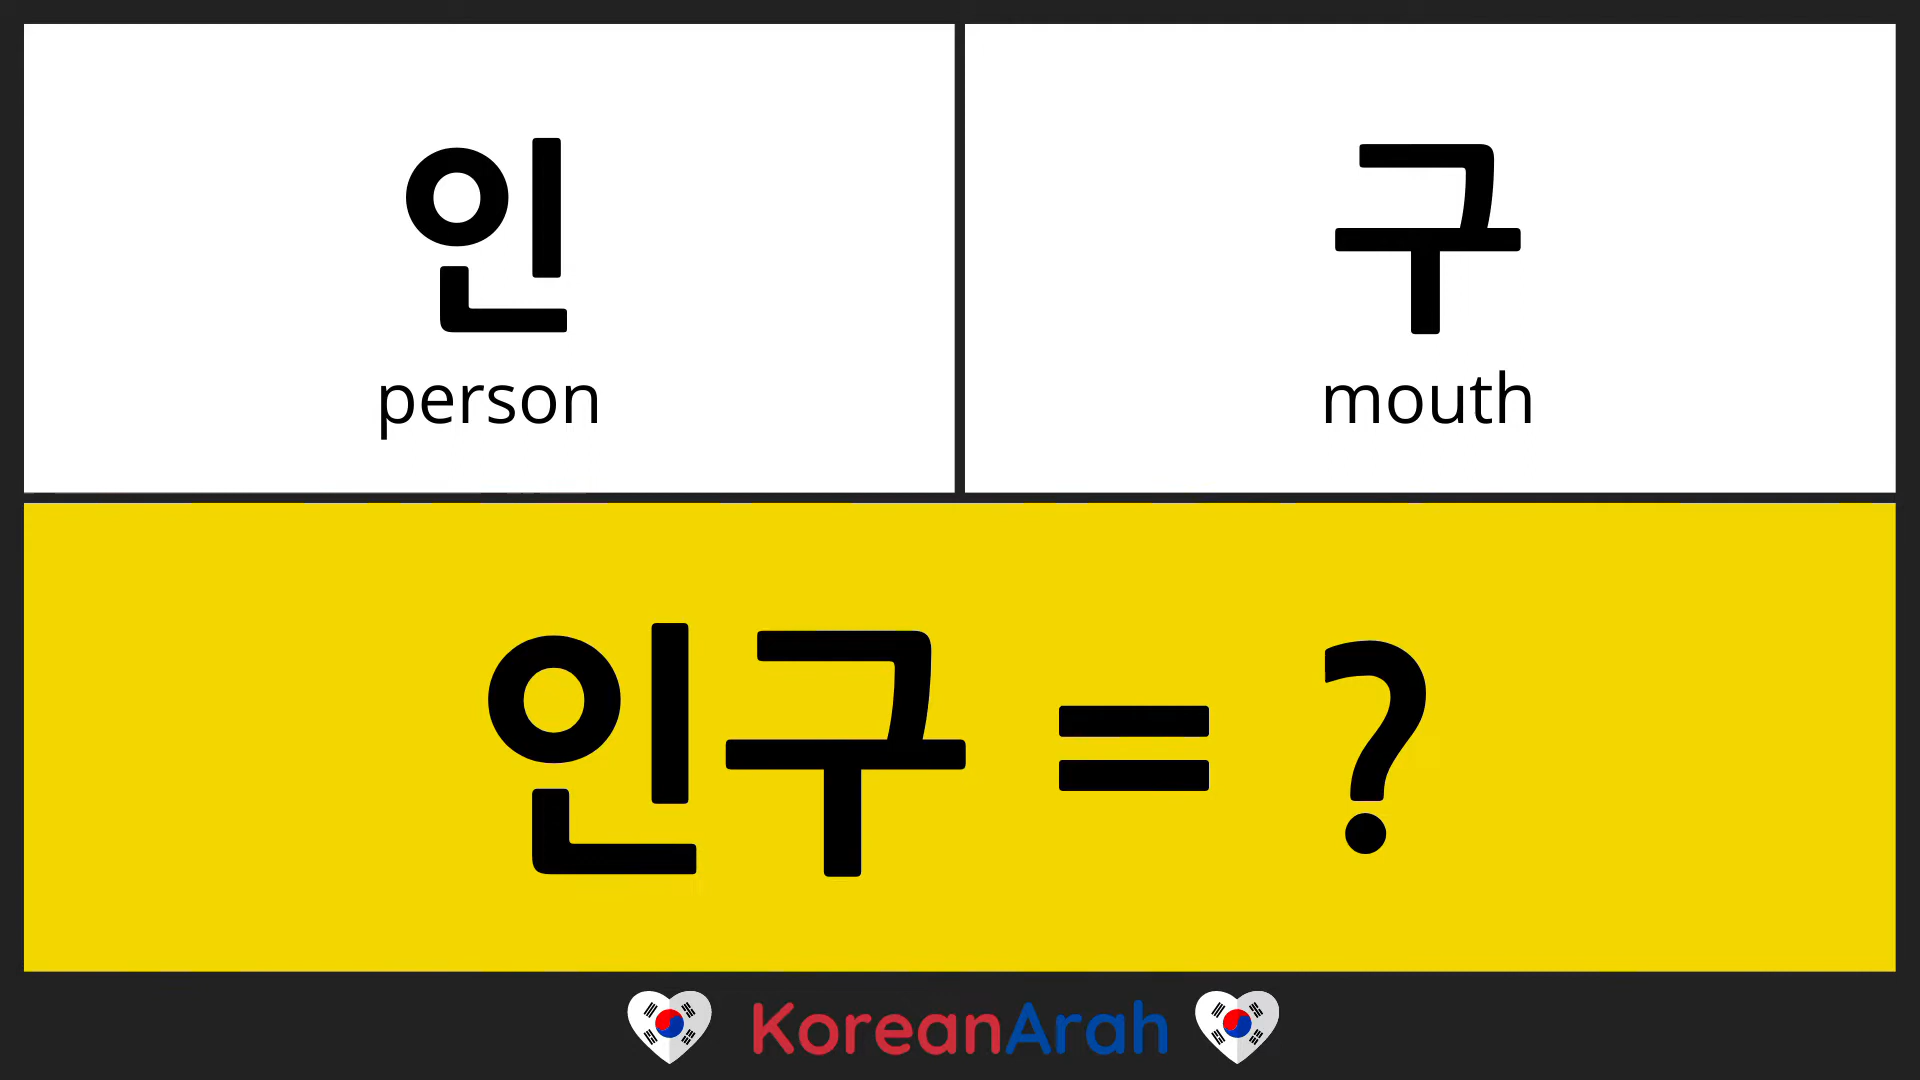 인
person
구
mouth
인구 = ?
KoreanArah